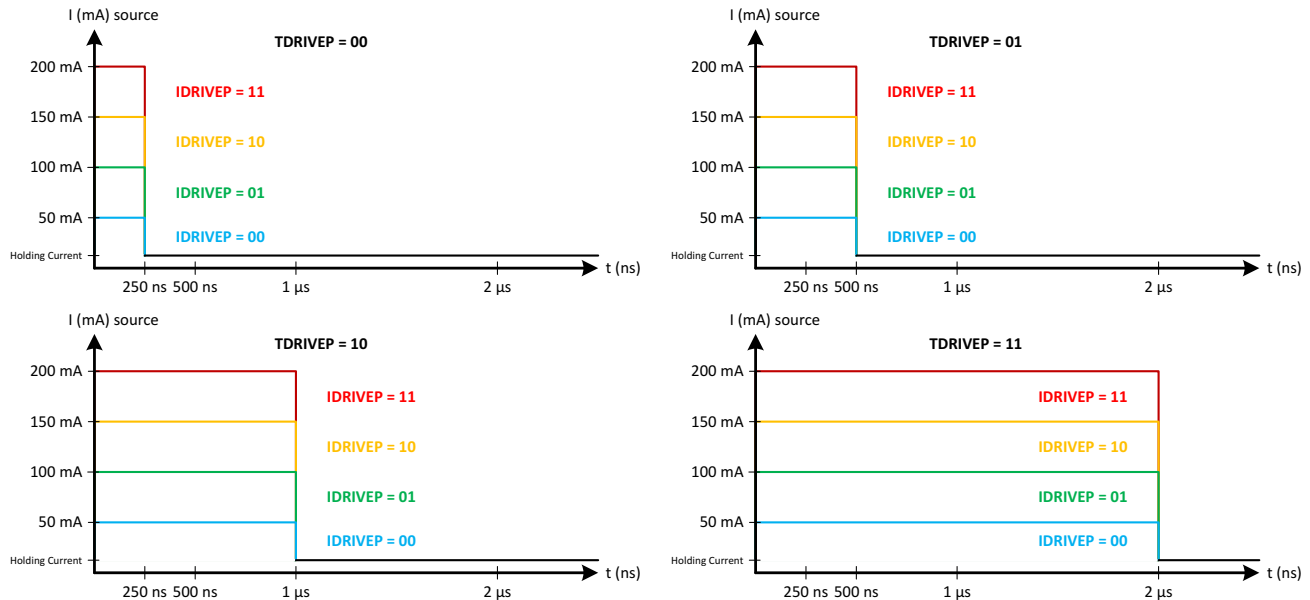 I (mA) source
TDRIVEP = 00
200 mA
IDRIVEP = 11
150 mA
IDRIVEP = 10
100 mA
IDRIVEP = 01
50 mA
IDRIVEP = 00
Holding Current
t (ns)
250 ns 500 ns 1 µs 2 µs
I (mA) source
TDRIVEP = 01
200 mA
IDRIVEP = 11
150 mA
IDRIVEP = 10
100 mA
IDRIVEP = 01
50 mA
IDRIVEP = 00
Holding Current
t (ns)
250 ns 500 ns 1 µs 2 µs
I (mA) source
TDRIVEP = 10
200 mA
IDRIVEP = 11
150 mA
IDRIVEP = 10
100 mA
IDRIVEP = 01
50 mA
IDRIVEP = 00
Holding Current
t (ns)
250 ns 500 ns 1 µs 2 µs
I (mA) source
TDRIVEP = 11
200 mA
IDRIVEP = 11
150 mA
IDRIVEP = 10
100 mA
IDRIVEP = 01
50 mA
IDRIVEP = 00
Holding Current
t (ns)
250 ns 500 ns 1 µs 2 µs